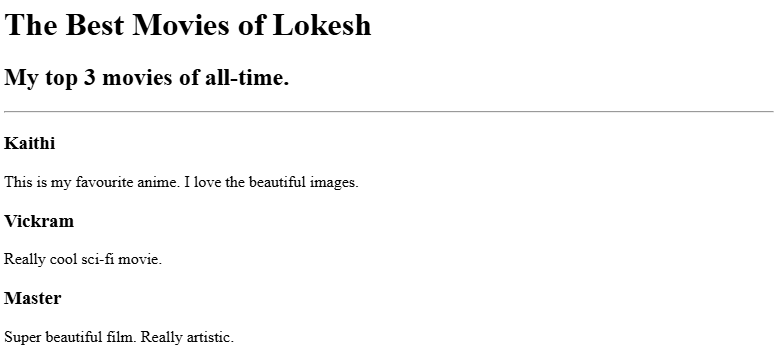 The Best Movies of Lokesh
My top 3 movies of all-time.
Kaithi
This is my favourite anime. I love the beautiful images.
Vickram
Really cool sci-fi movie.
Master
Super beautiful film. Really artistic.